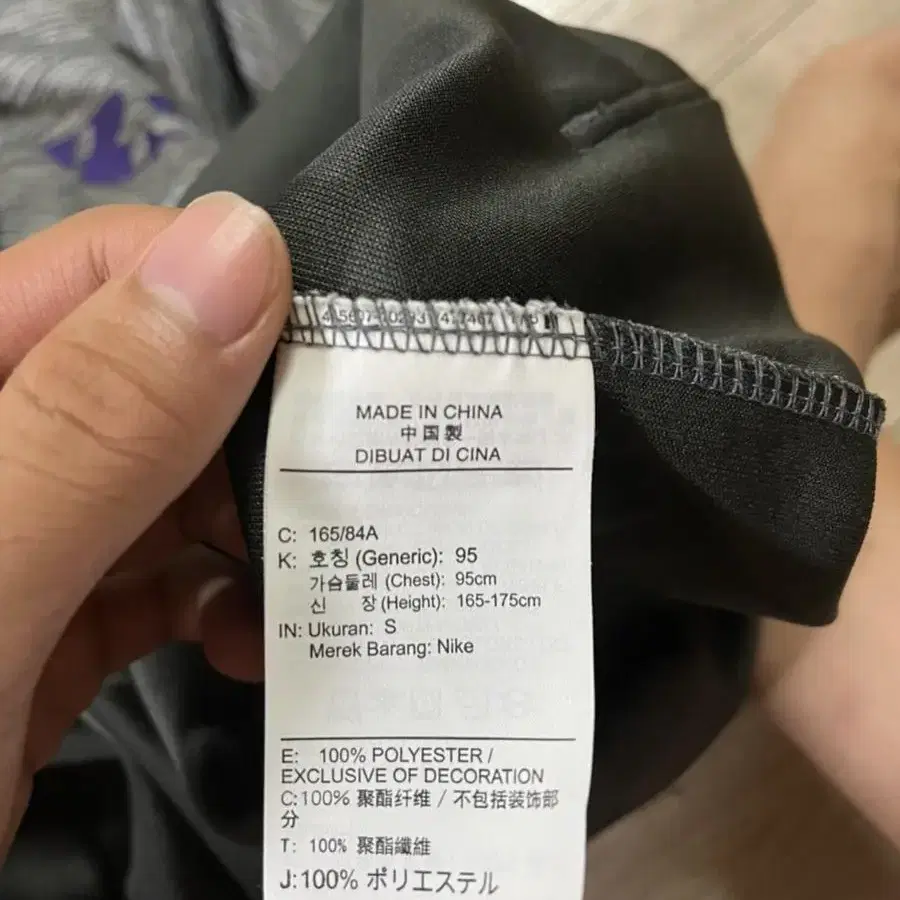 MADE IN CHINA
中国製
DIBUAT DI CINA
C: 165/84A
K: 호칭 (Generic): 95
가슴둘레 (Chest): 95cm
신 장 (Height): 165-175cm
IN: Ukuran: S
Merek Barang: Nike
E: 100% POLYESTER /
EXCLUSIVE OF DECORATION
C:100% 聚酯纤维 / 不包括装饰部
分
T: 100% 聚酯纖維
J:100% ポリエステル